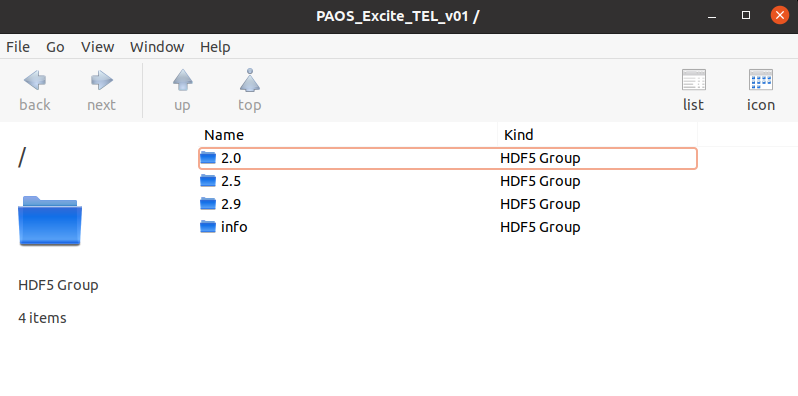 PAOS_Excite_TEL_v01 /
File Go View Window Help
back next up top list icon
Name Kind
/
2.0 HDF5 Group
2.5 HDF5 Group
2.9 HDF5 Group
info HDF5 Group
HDF5 Group
4 items